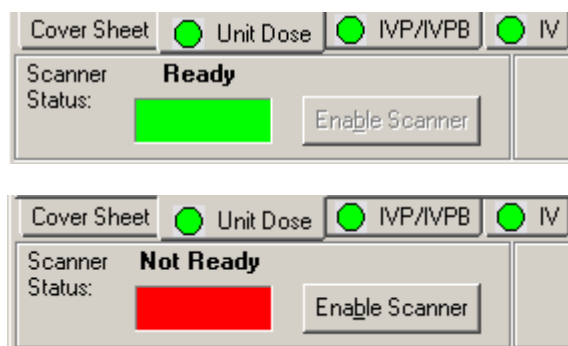 Cover Sheet Unit Dose IVP/IVPB IV
Scanner Ready
Status:
Enable Scanner
Cover Sheet Unit Dose IVP/IVPB IV
Scanner Not Ready
Status:
Enable Scanner